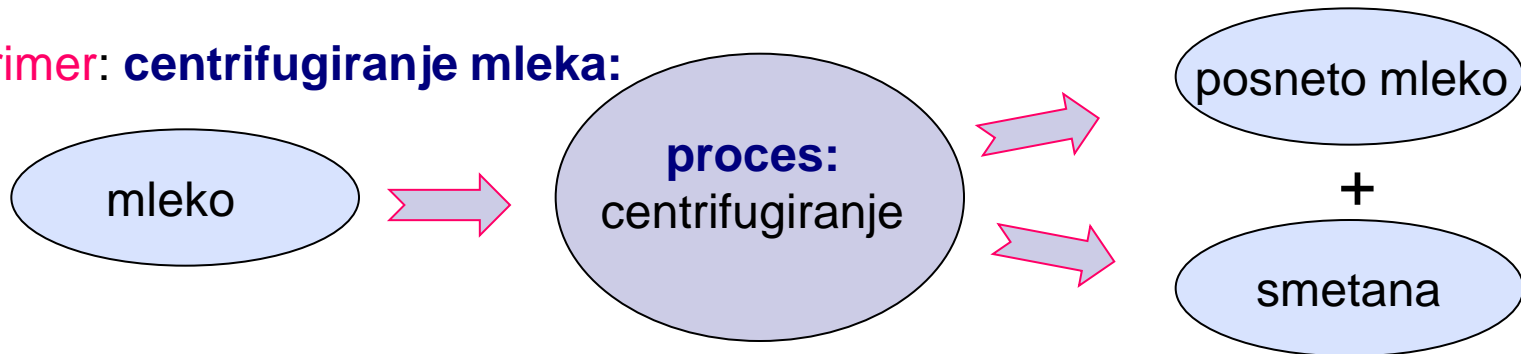 rimer: centrifugiranje mleka:
mleko
proces:
centrifugiranje
posneto mleko
+
smetana